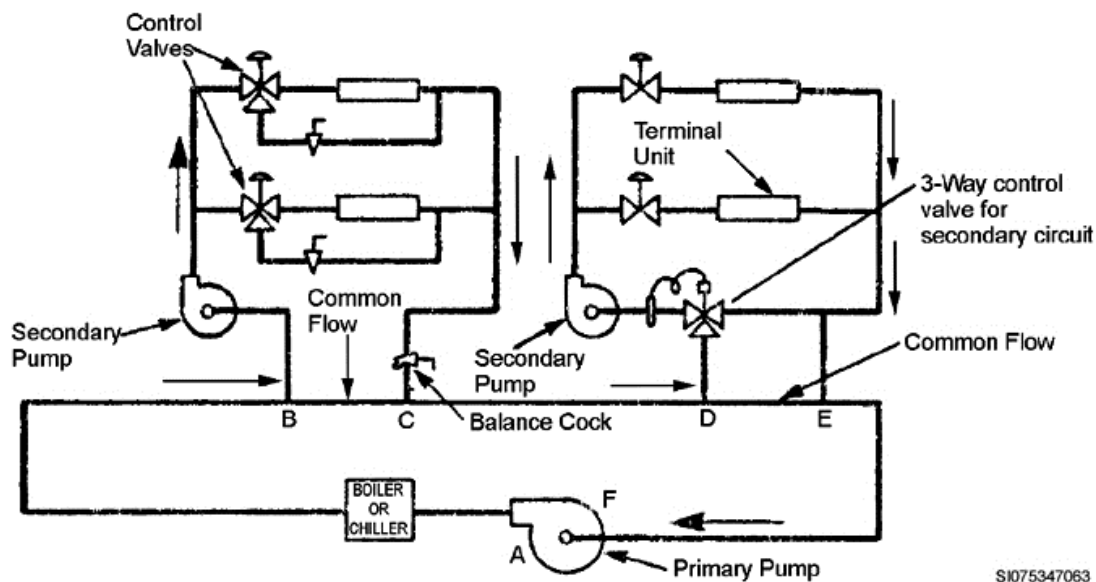 Control
Valves
Terminal
Unit
3-Way control
valve for
secondary circuit
Common
Flow
Secondary
Pump
Secondary
Pump
Common Flow
B
C
Balance Cock
D
E
BOILER
OR
CHILLER
F
A
Primary Pump
SI075347063